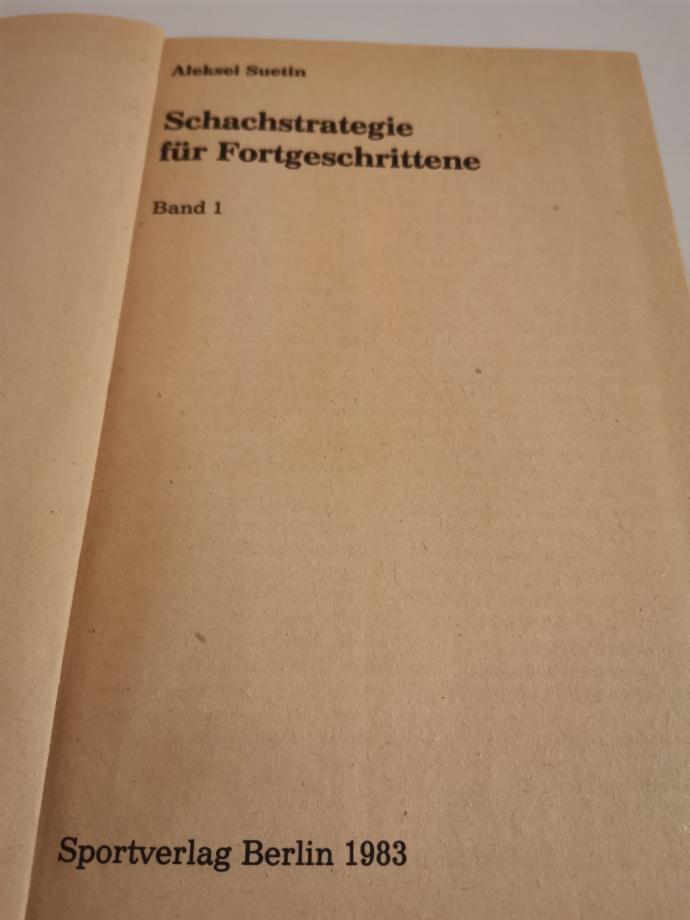 Aleksei Suetin
Schachstrategie
für Fortgeschrittene
Band 1
Sportverlag Berlin 1983